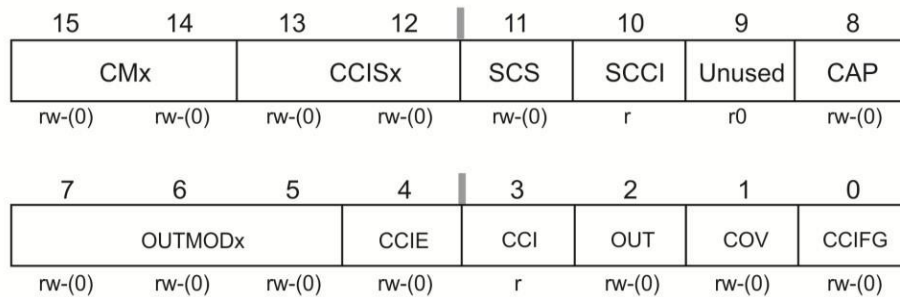 15 14 13 12 11 10 9 8
CMx CCISx SCS SCCI Unused CAP
rw-(0) rw-(0) rw-(0) rw-(0) rw-(0) r r0 rw-(0)
7 6 5 4 3 2 1 0
OUTMODx CCIE CCI OUT COV CCIFG
rw-(0) rw-(0) rw-(0) rw-(0) r rw-(0) rw-(0) rw-(0)